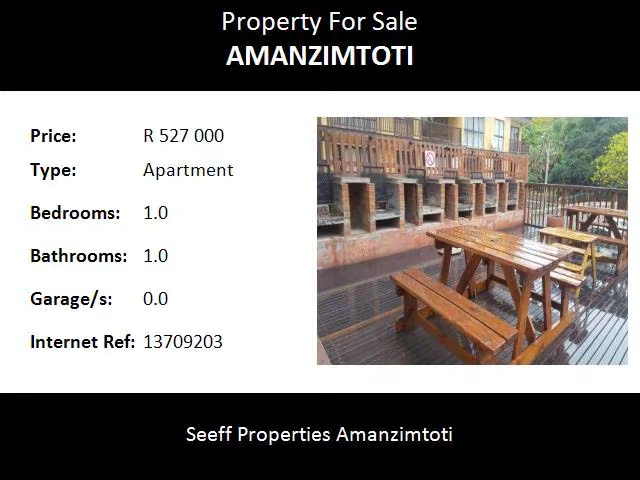 Property For Sale
AMANZIMTOTI
Price: R 527 000
Type: Apartment
Bedrooms: 1.0
Bathrooms: 1.0
Garage/s: 0.0
Internet Ref: 13709203
Seeff Properties Amanzimtoti